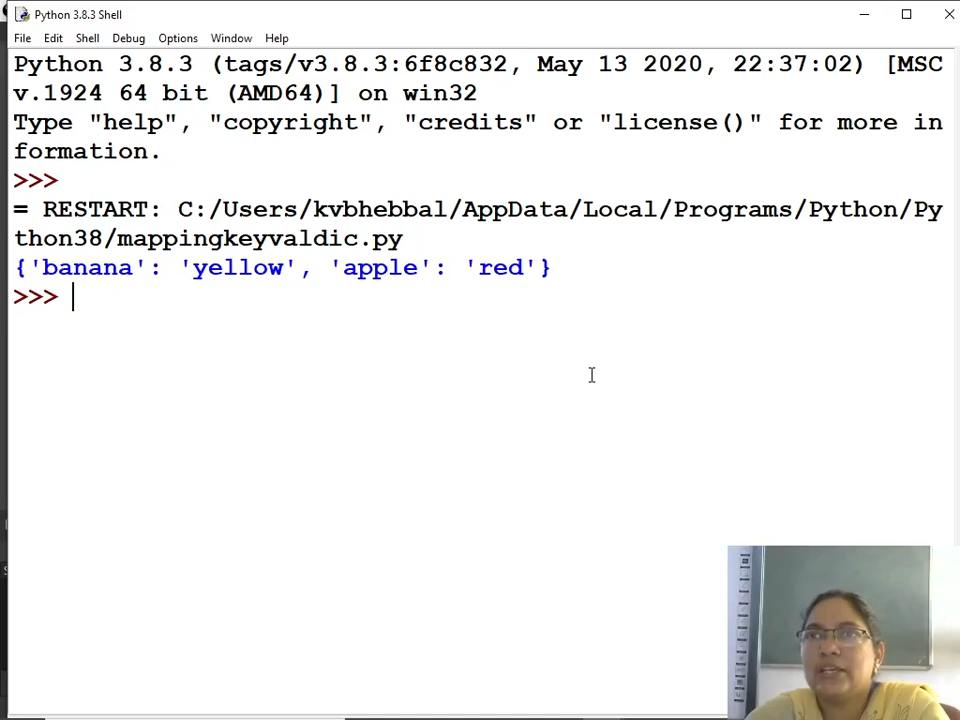 Python 3.8.3 Shell
File Edit Shell Debug Options Window Help
Python 3.8.3 (tags/v3.8.3:6f8c832, May 13 2020, 22:37:02) [MSC
v.1924 64 bit (AMD64)] on win32
Type "help", "copyright", "credits" or "license()" for more in
formation.
>>>
= RESTART: C:/Users/kvbhebbal/AppData/Local/Programs/Python/Py
thon38/mappingkeyvaldic.py
{'banana': 'yellow', 'apple': 'red'}
>>>